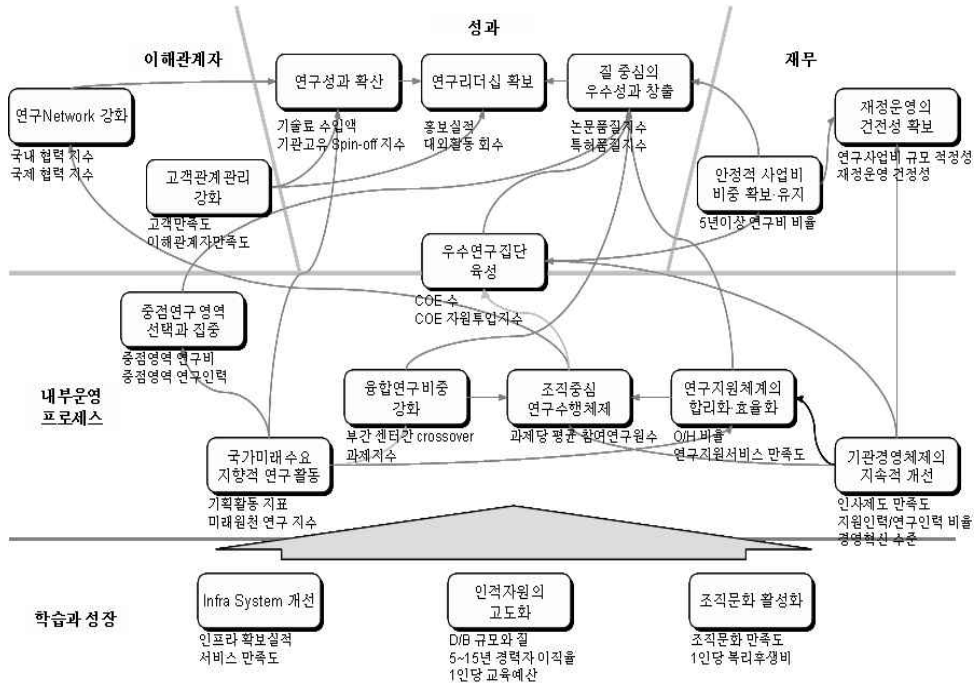 성과
이해관계자
재무
연구Network 강화
국내 협력 지수
국제 협력 지수
고객관계관리
강화
고객만족도
이해관계자만족도
연구성과 확산
기술료 수입액
기관고유 Spin-off 지수
연구리더십 확보
홍보실적
대외활동 회수
질 중심의
우수성과 창출
논문품질지수
특허품질지수
안정적 사업비
비중 확보·유지
5년이상 연구비 비율
재정운영의
건전성 확보
연구사업비 규모 적정성
재정운영 건정성
우수연구집단
육성
COE 수
COE 자원투입지수
내부운영
프로세스
중점연구 영역
선택과 집중
중점영역 연구비
중점영역 연구인력
융합연구비중
강화
부간 센터간 crossover
과제지수
조직중심
연구수행체제
과제당 평균 참여연구원수
연구지원체계의
합리화·효율화
O/H 비율
연구지원서비스 만족도
국가미래수요
지향적 연구활동
기획활동 지표
미래원천 연구 지수
기관경영체제의
지속적 개선
인사제도 만족도
지원인력/연구인력 비율
경영혁신 수준
학습과 성장
Infra System 개선
인프라 확보실적
서비스 만족도
인적자원의
고도화
D/B 규모와 질
5~15년 경력자 이직율
1인당 교육예산
조직문화 활성화
조직문화 만족도
1인당 복리후생비